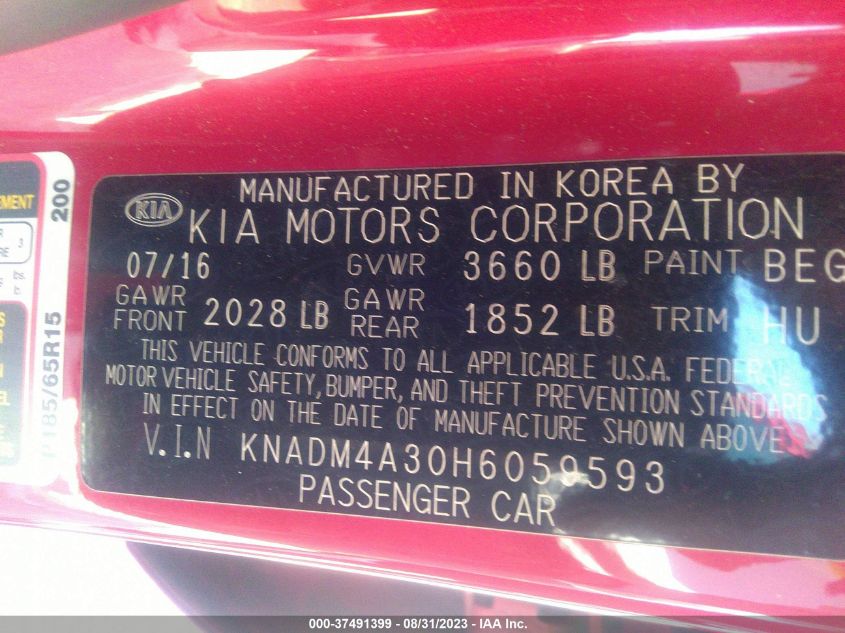 MANUFACTURED IN KOREA BY
KIA
KIA MOTORS CORPORATION
07/16 GVWR 3660 LB PAINT BEG
GAWR FRONT 2028 LB GAWR REAR 1852 LB TRIM HU
THIS VEHICLE CONFORMS TO ALL APPLICABLE U.S.A. FEDERAL
MOTOR VEHICLE SAFETY, BUMPER, AND THEFT PREVENTION STANDARDS
IN EFFECT ON THE DATE OF MANUFACTURE SHOWN ABOVE.
V.I.N KNADM4A30H6059593
PASSENGER CAR
P185/65R15 200
3
lbs.
000-37491399 - 08/31/2023 - IAA Inc.